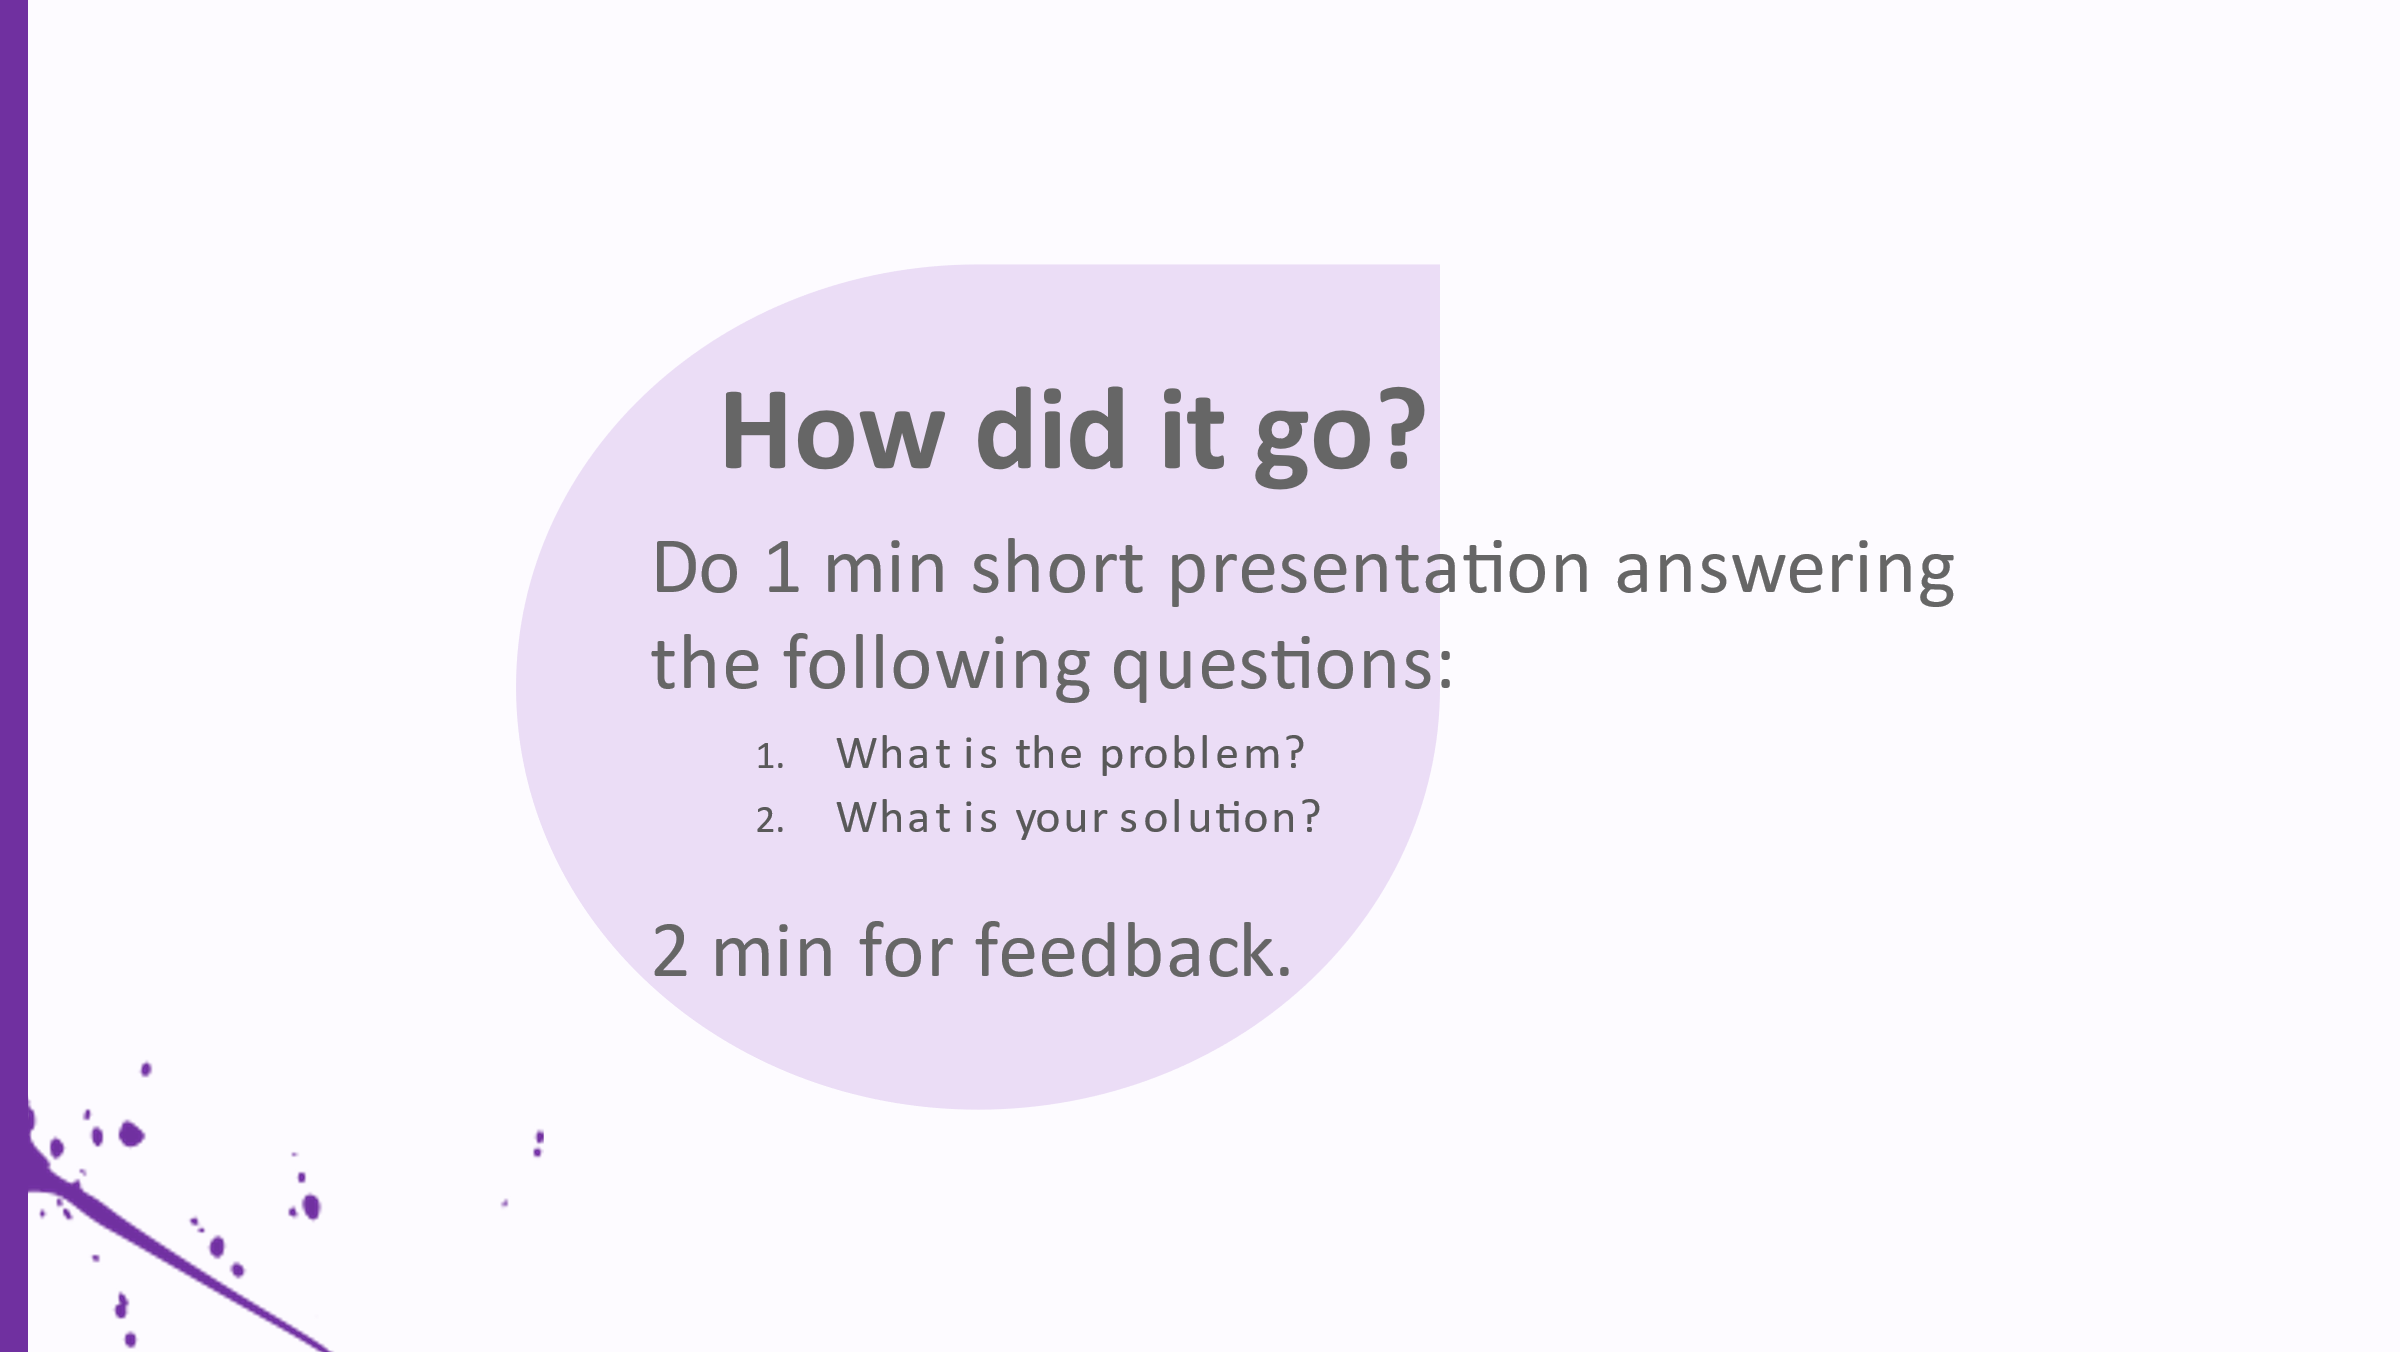 How did it go?
Do 1 min short presentation answering
the following questions:
1. What is the problem?
2. What is your solution?
2 min for feedback.